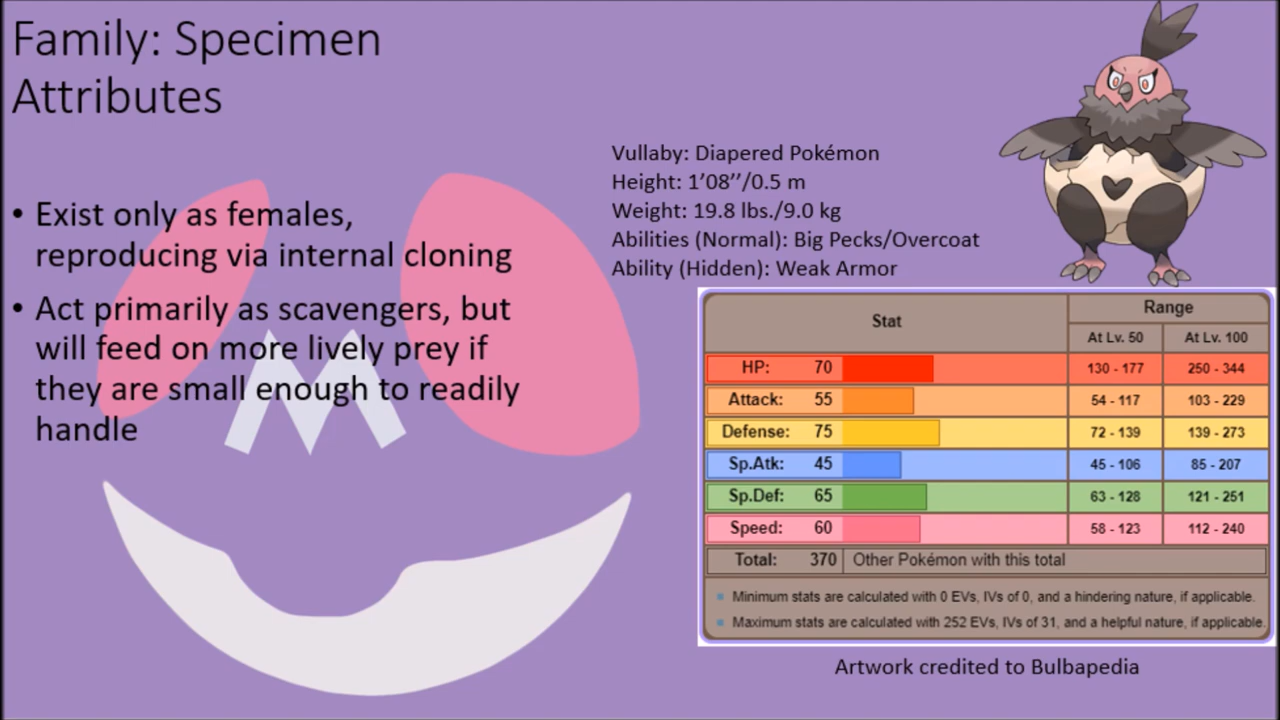 Family: Specimen
Attributes
• Exist only as females,
reproducing via internal cloning
• Act primarily as scavengers, but
will feed on more lively prey if
they are small enough to readily
handle
M
Vullaby: Diapered Pokémon
Height: 1’08’’/0.5 m
Weight: 19.8 lbs./9.0 kg
Abilities (Normal): Big Pecks/Overcoat
Ability (Hidden): Weak Armor
Stat Range
At Lv. 50 At Lv. 100
HP: 70 130 - 177 250 - 344
Attack: 55 54 - 117 103 - 229
Defense: 75 72 - 139 139 - 273
Sp.Atk: 45 45 - 106 85 - 207
Sp.Def: 65 63 - 128 121 - 251
Speed: 60 58 - 123 112 - 240
Total: 370 Other Pokémon with this total
Minimum stats are calculated with 0 EVs, IVs of 0, and a hindering nature, if applicable.
Maximum stats are calculated with 252 EVs, IVs of 31, and a helpful nature, if applicable.
Artwork credited to Bulbapedia